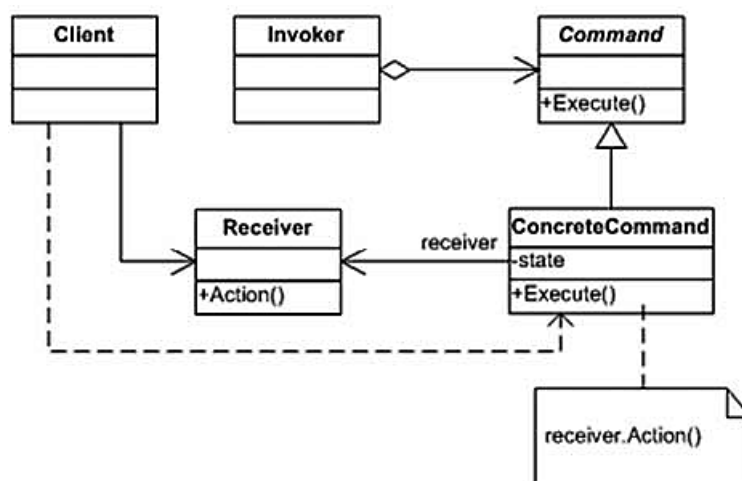 Client
Invoker
Command
+Execute()
Receiver
+Action()
receiver
ConcreteCommand
-state
+Execute()
receiver.Action()